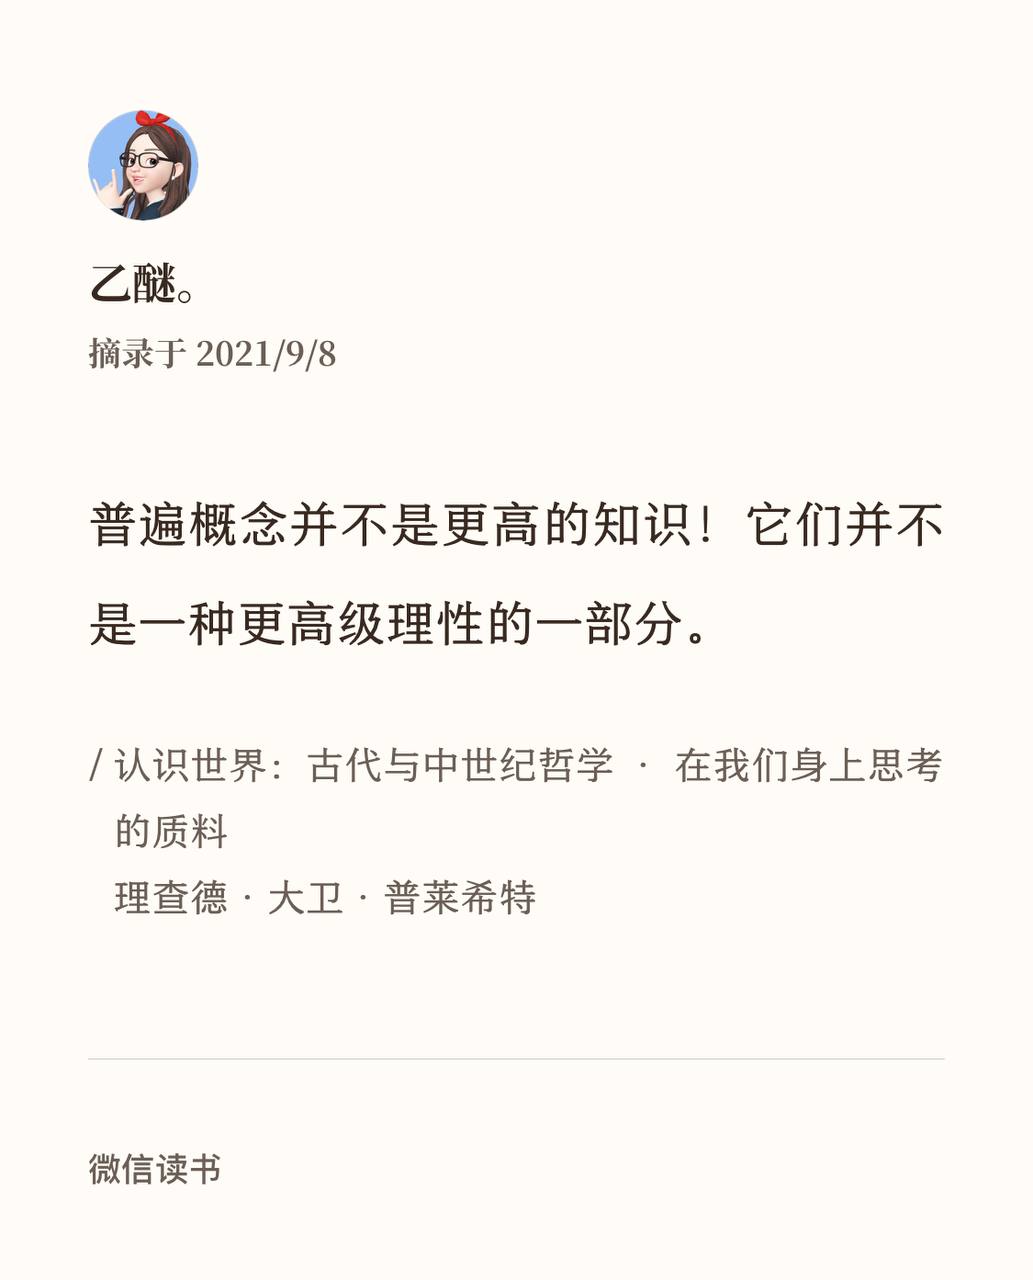 乙醚。
摘录于 2021/9/8
普遍概念并不是更高的知识！它们并不
是一种更高级理性的一部分。
/ 认识世界：古代与中世纪哲学 · 在我们身上思考
的质料
理查德 · 大卫 · 普莱希特
微信读书